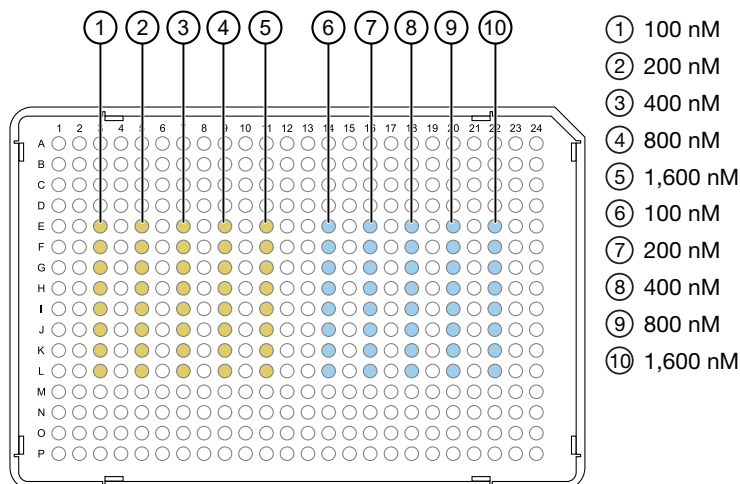 ① ② ③ ④ ⑤ ⑥ ⑦ ⑧ ⑨ ⑩
1 2 3 4 5 6 7 8 9 10 11 12 13 14 15 16 17 18 19 20 21 22 23 24
A
B
C
D
E
F
G
H
I
J
K
L
M
N
O
P
① 100 nM
② 200 nM
③ 400 nM
④ 800 nM
⑤ 1,600 nM
⑥ 100 nM
⑦ 200 nM
⑧ 400 nM
⑨ 800 nM
⑩ 1,600 nM